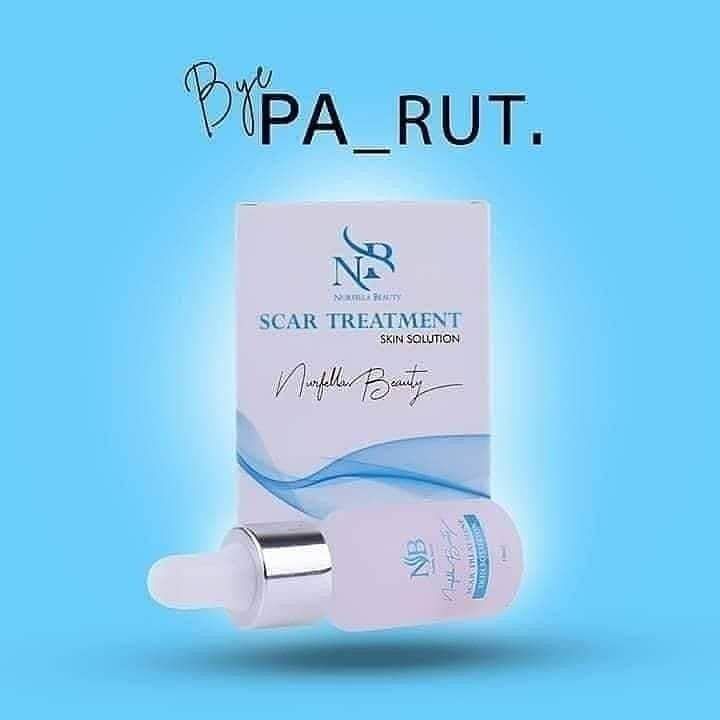 Bye
PA_RUT.
NB
NURFELLA BEAUTY
SCAR TREATMENT
SKIN SOLUTION
Nurfella Beauty
NB
Nurfella Beauty
SCAR TREATMENT
SKIN SOLUTION